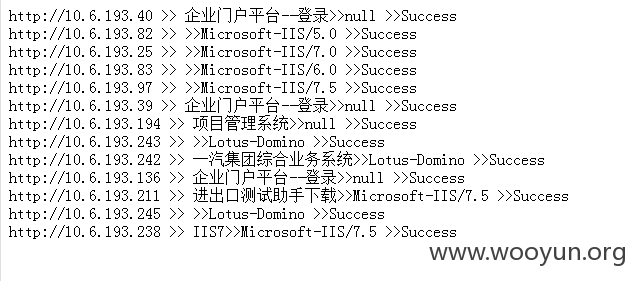 http://10.6.193.40 >> 企业门户平台--登录>>null >>Success
http://10.6.193.82 >> >>Microsoft-IIS/5.0 >>Success
http://10.6.193.25 >> >>Microsoft-IIS/7.0 >>Success
http://10.6.193.83 >> >>Microsoft-IIS/6.0 >>Success
http://10.6.193.97 >> >>Microsoft-IIS/7.5 >>Success
http://10.6.193.39 >> 企业门户平台--登录>>null >>Success
http://10.6.193.194 >> 项目管理系统>>null >>Success
http://10.6.193.243 >> >>Lotus-Domino >>Success
http://10.6.193.242 >> 一汽集团综合业务系统>>Lotus-Domino >>Success
http://10.6.193.136 >> 企业门户平台--登录>>null >>Success
http://10.6.193.211 >> 进出口测试助手下载>>Microsoft-IIS/7.5 >>Success
http://10.6.193.245 >> >>Lotus-Domino >>Success
http://10.6.193.238 >> IIS7>>Microsoft-IIS/7.5 >>Success
www.wooyun.org